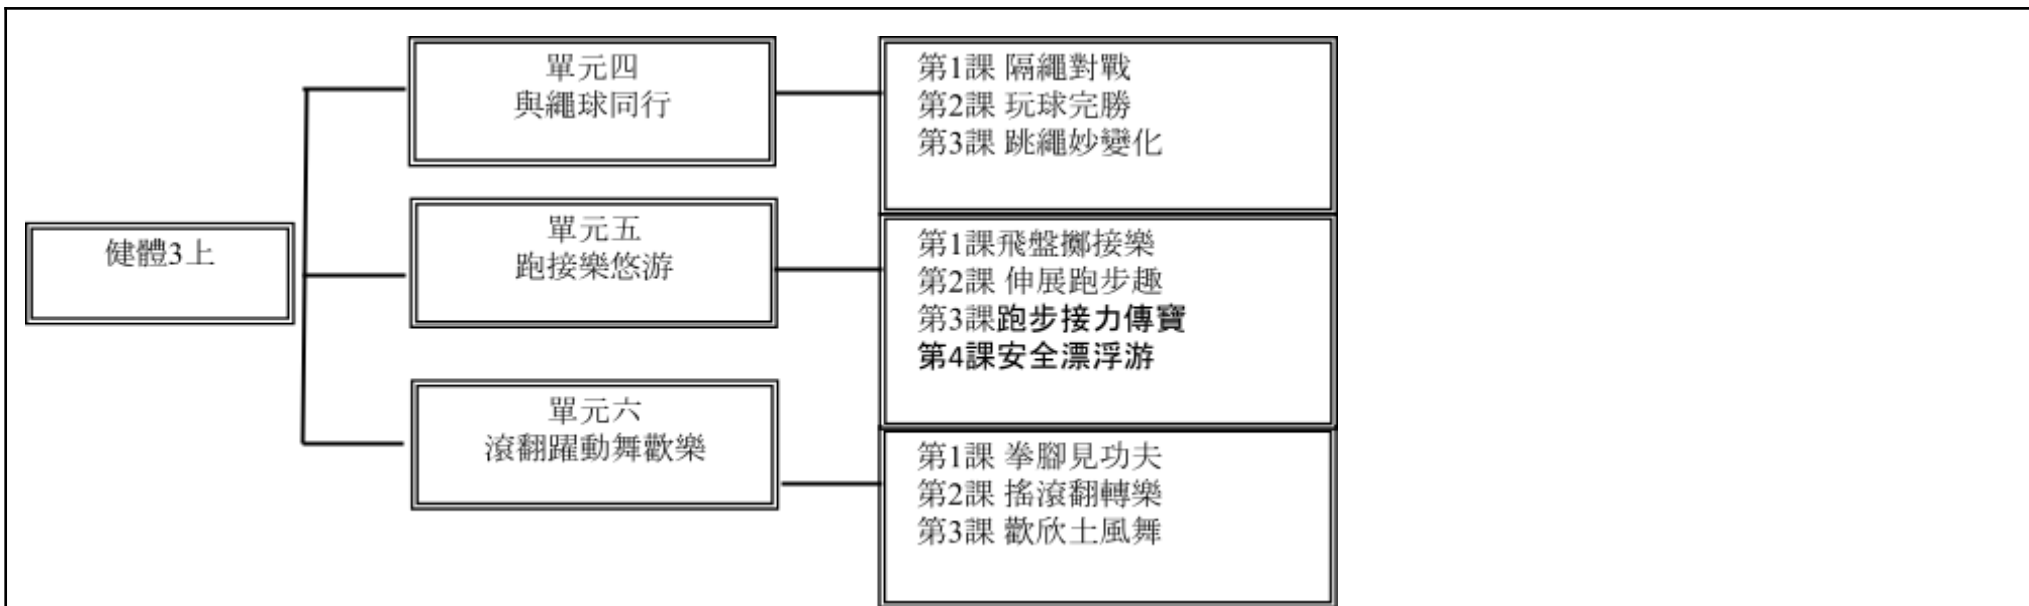 健體3上
單元四
與繩球同行
第1課 隔繩對戰
第2課 玩球完勝
第3課 跳繩妙變化
單元五
跑接樂悠游
第1課飛盤擲接樂
第2課 伸展跑步趣
第3課跑步接力傳寶
第4課安全漂浮游
單元六
滾翻躍動舞歡樂
第1課 拳腳見功夫
第2課 搖滾翻轉樂
第3課 歡欣土風舞